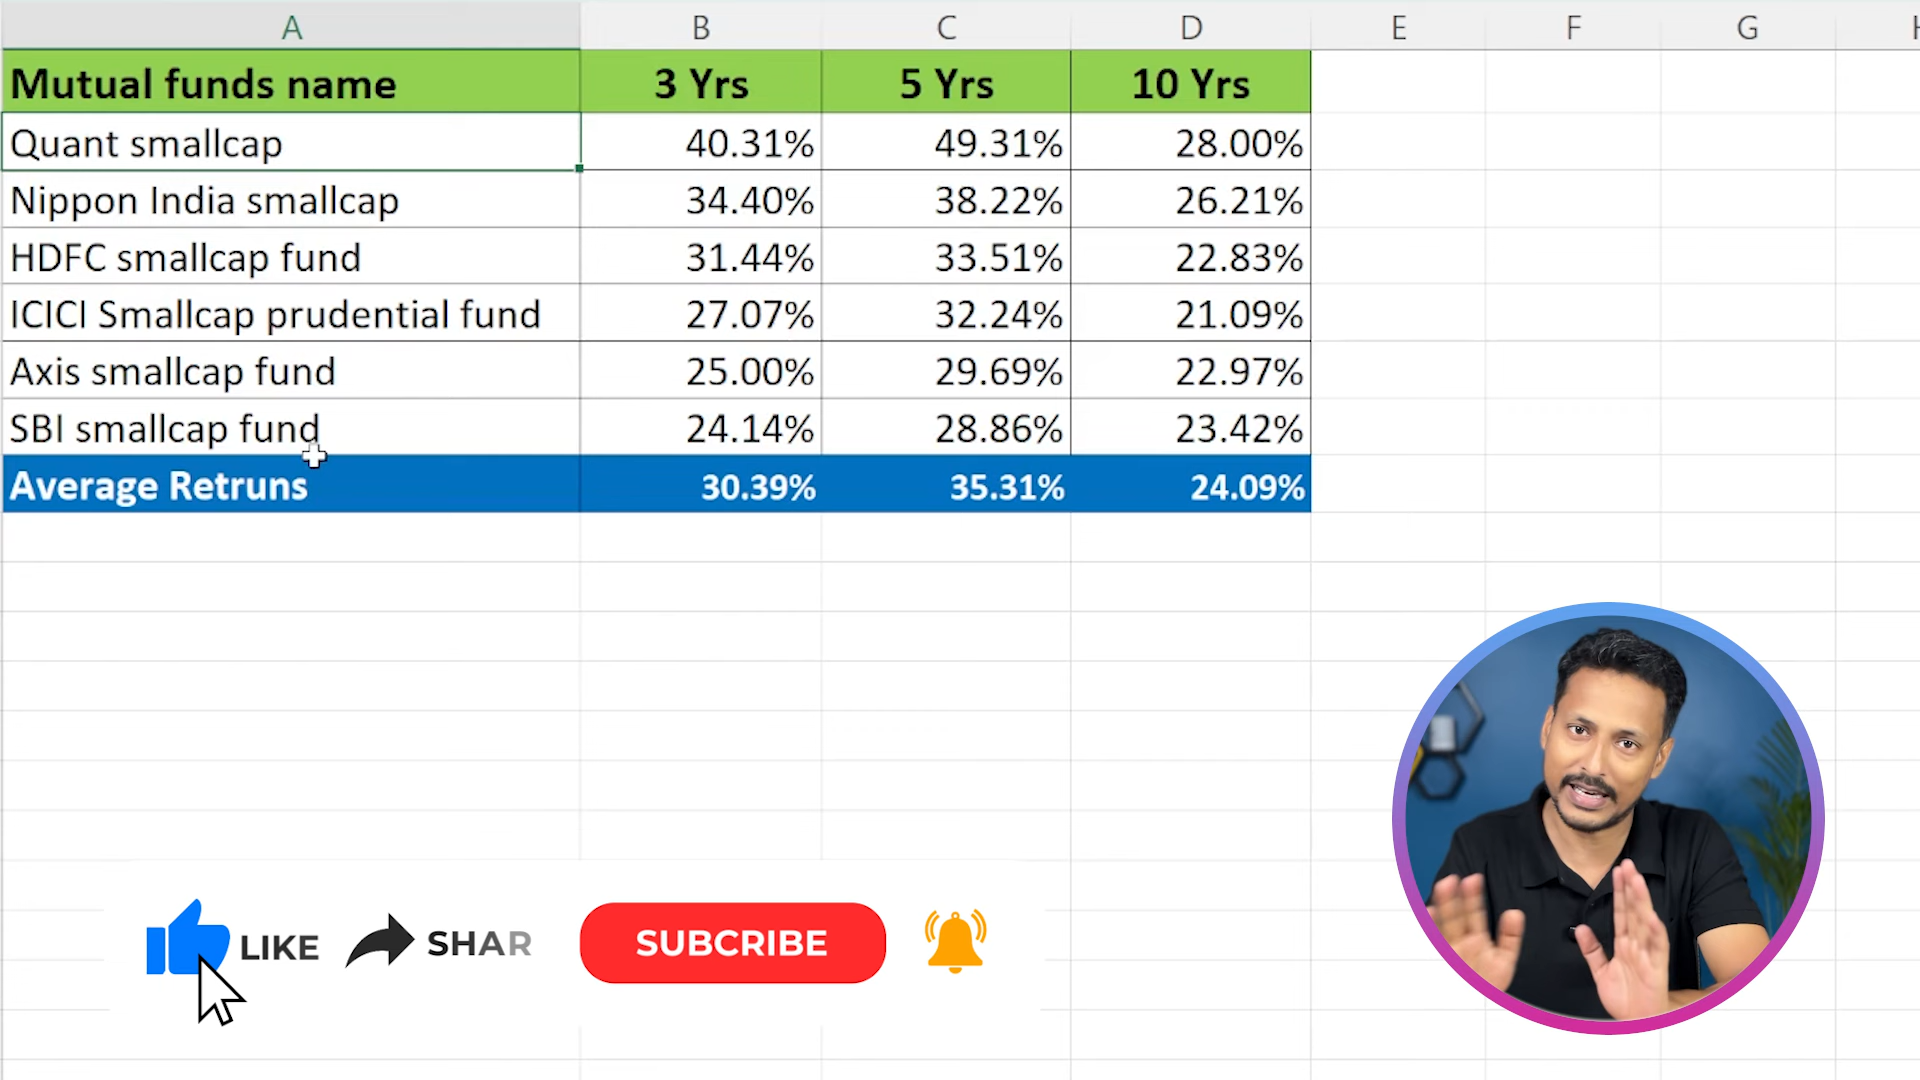 A B C D E F G H
Mutual funds name 3 Yrs 5 Yrs 10 Yrs
Quant smallcap 40.31% 49.31% 28.00%
Nippon India smallcap 34.40% 38.22% 26.21%
HDFC smallcap fund 31.44% 33.51% 22.83%
ICICI Smallcap prudential fund 27.07% 32.24% 21.09%
Axis smallcap fund 25.00% 29.69% 22.97%
SBI smallcap fund 24.14% 28.86% 23.42%
Average Retruns 30.39% 35.31% 24.09%
LIKE SHAR SUBCRIBE